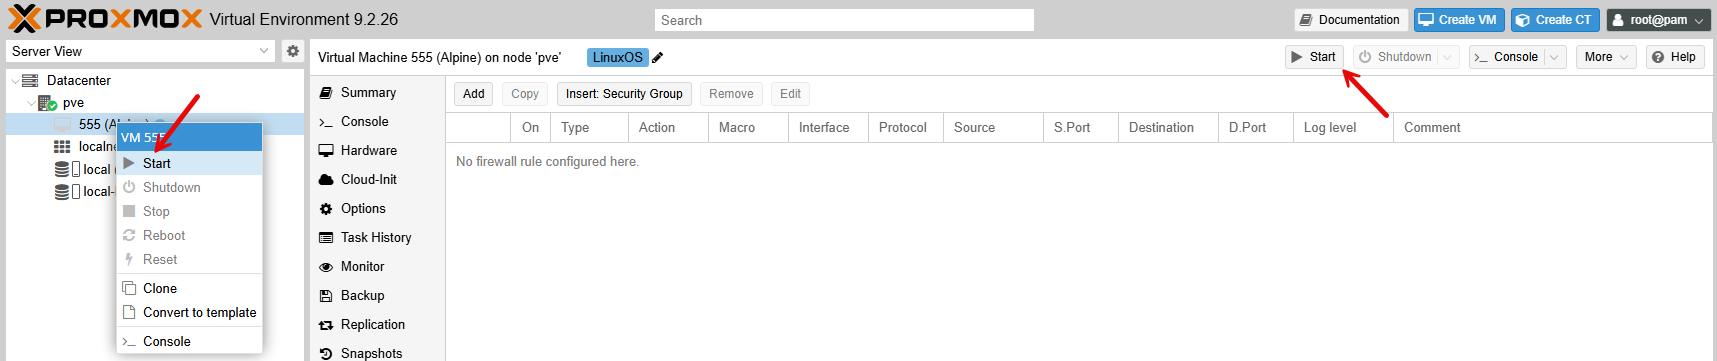 PROXMOX Virtual Environment 9.2.26
Search
Documentation
Create VM
Create CT
root@pam
Server View
Virtual Machine 555 (Alpine) on node 'pve'
LinuxOS
Start
Shutdown
Console
More
Help
Datacenter
pve
555
VM 555
Start
Shutdown
Stop
Reboot
Reset
Clone
Convert to template
Console
local
Summary
Console
Hardware
Cloud-Init
Options
Task History
Monitor
Backup
Replication
Snapshots
Add
Copy
Insert: Security Group
Remove
Edit
On
Type
Action
Macro
Interface
Protocol
Source
S.Port
Destination
D.Port
Log level
Comment
No firewall rule configured here.